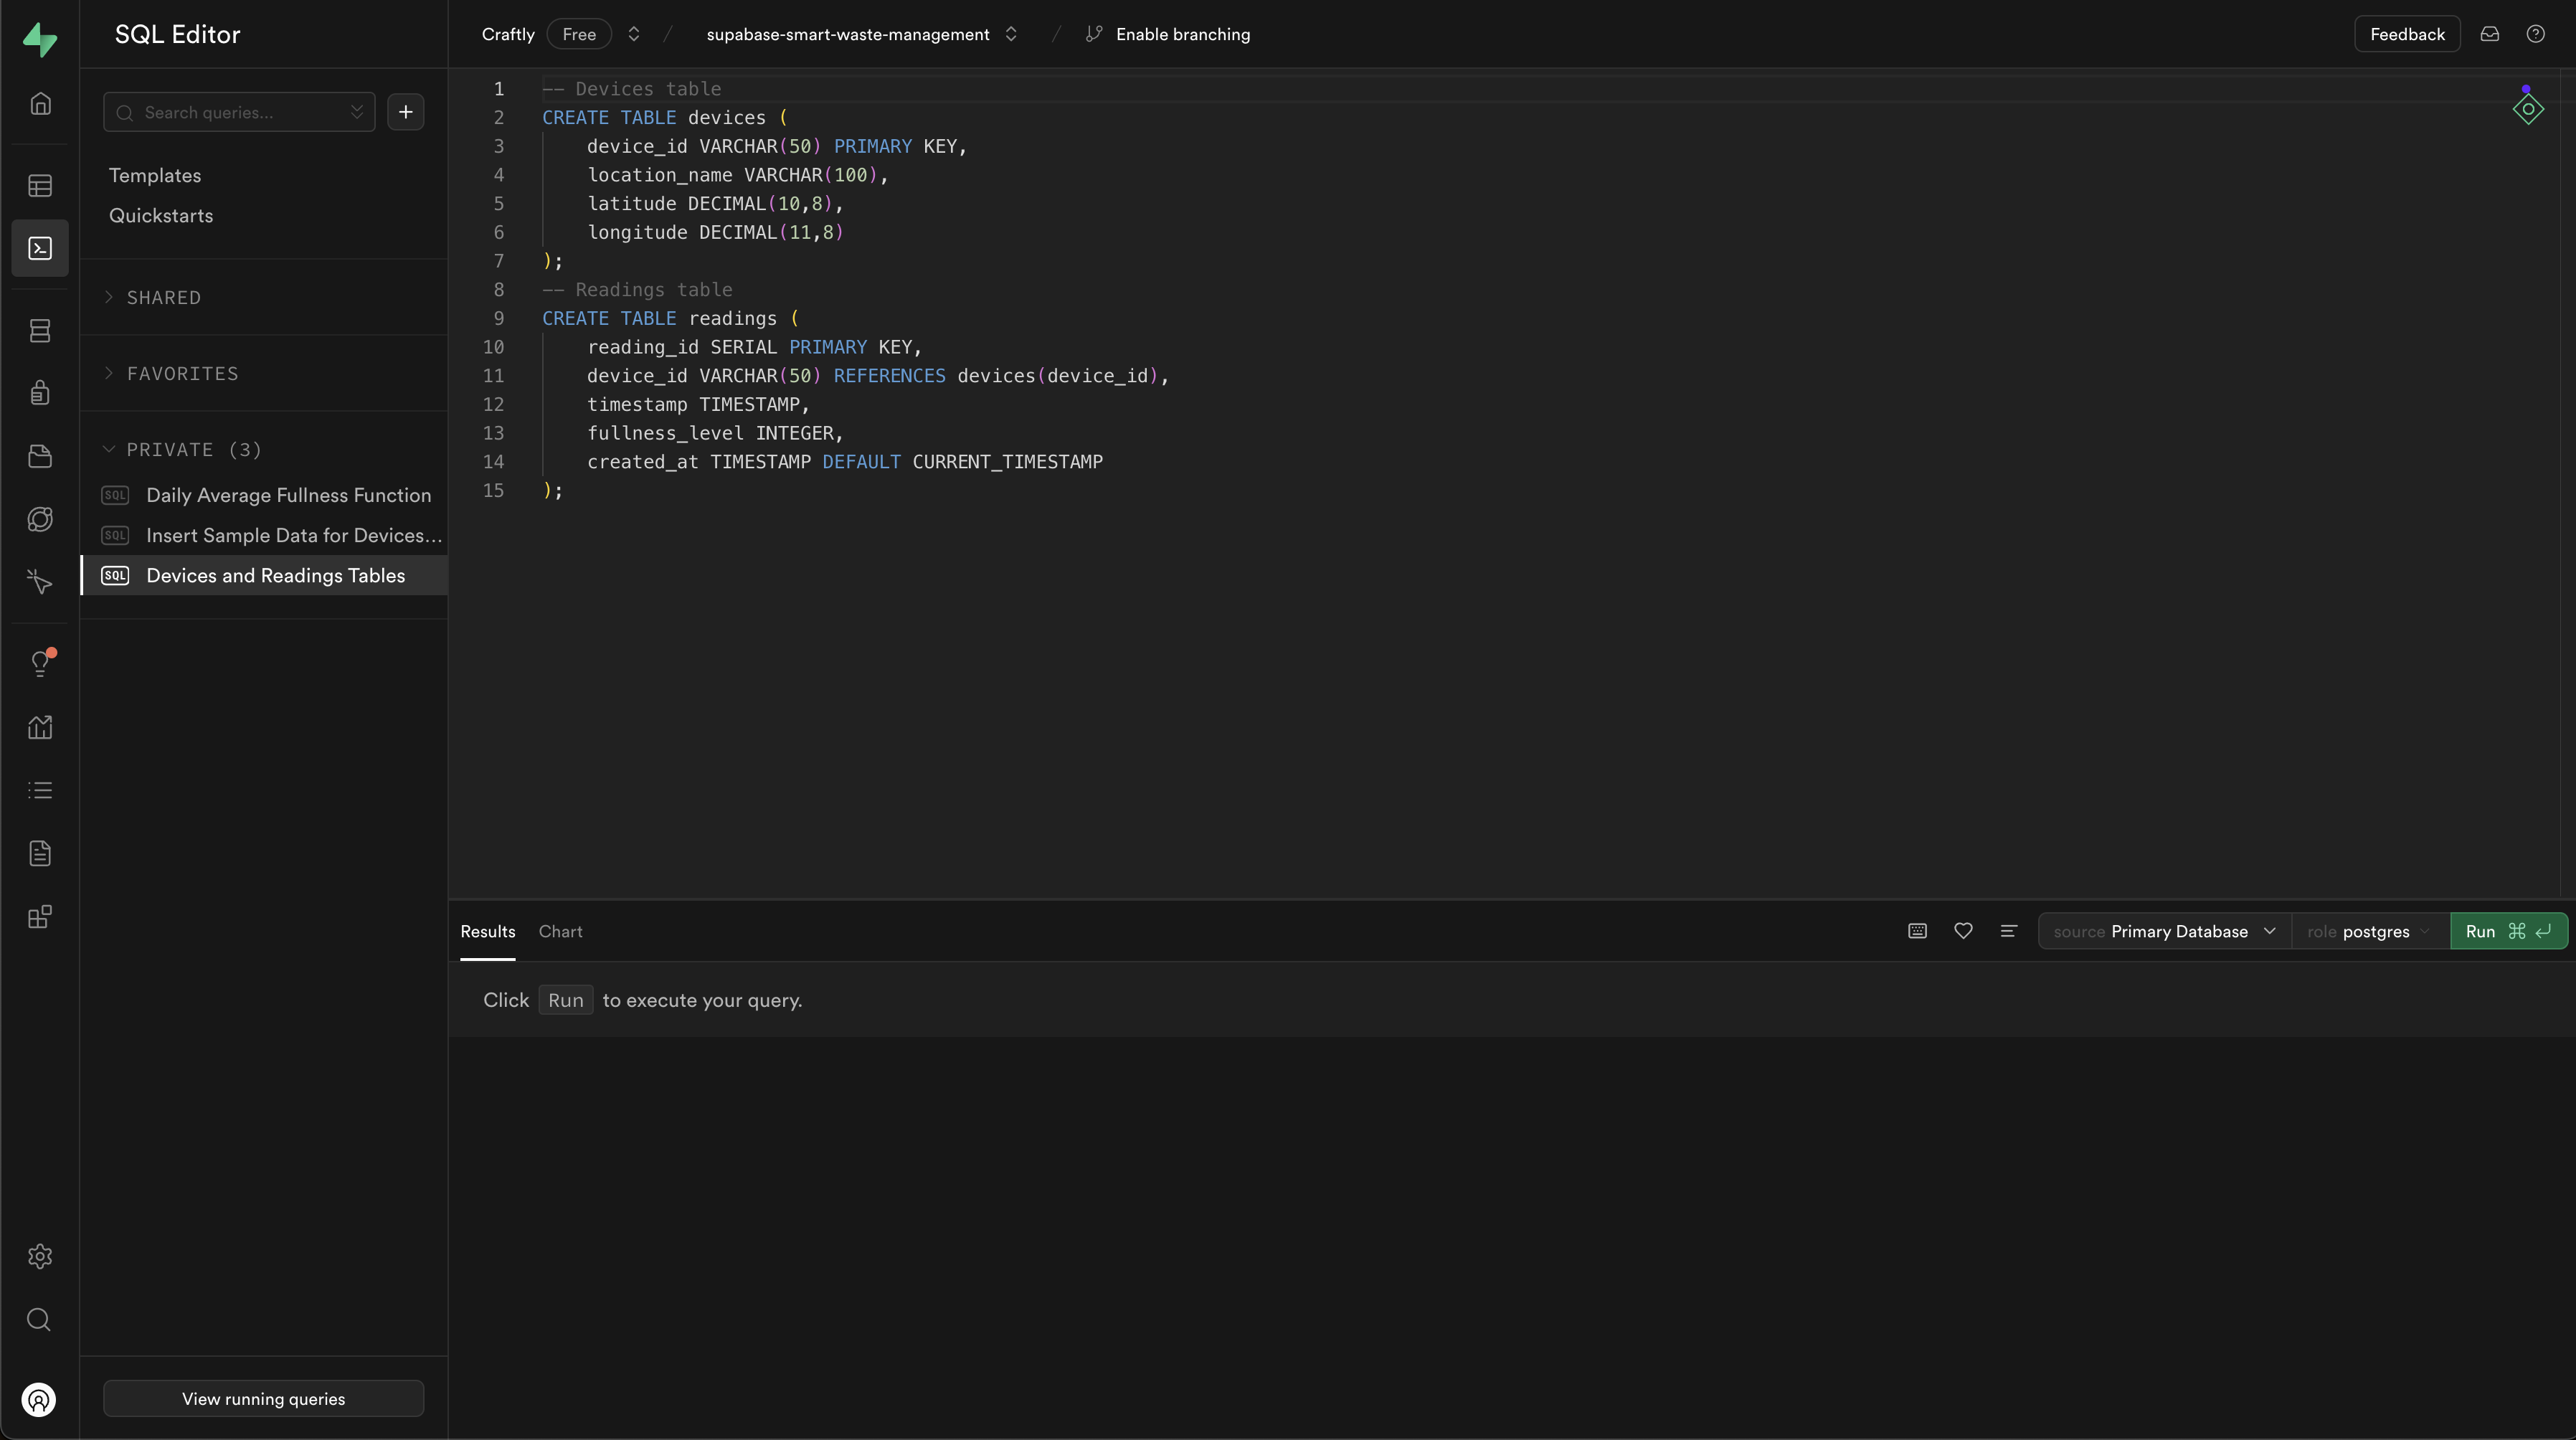 SQL Editor
Craftly Free / supabase-smart-waste-management / Enable branching
Feedback
Search queries...
Templates
Quickstarts
SHARED
FAVORITES
PRIVATE (3)
SQL Daily Average Fullness Function
SQL Insert Sample Data for Devices...
SQL Devices and Readings Tables
View running queries
1 -- Devices table
2 CREATE TABLE devices (
3 device_id VARCHAR(50) PRIMARY KEY,
4 location_name VARCHAR(100),
5 latitude DECIMAL(10,8),
6 longitude DECIMAL(11,8)
7 );
8 -- Readings table
9 CREATE TABLE readings (
10 reading_id SERIAL PRIMARY KEY,
11 device_id VARCHAR(50) REFERENCES devices(device_id),
12 timestamp TIMESTAMP,
13 fullness_level INTEGER,
14 created_at TIMESTAMP DEFAULT CURRENT_TIMESTAMP
15 );
Results Chart
source Primary Database role postgres Run ⌘ ↵
Click Run to execute your query.